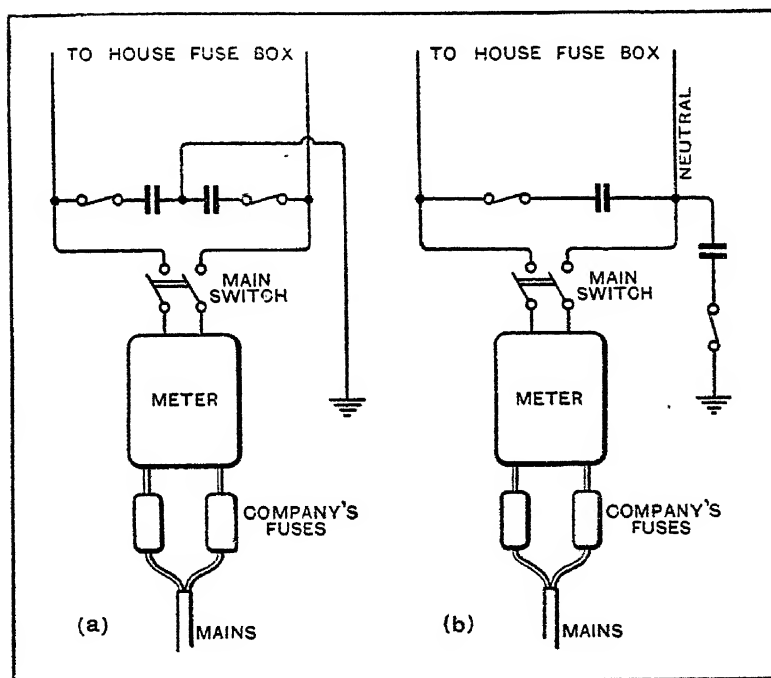 TO HOUSE FUSE BOX
MAIN
SWITCH
METER
COMPANY'S
FUSES
MAINS
(a)
TO HOUSE FUSE BOX
NEUTRAL
MAIN
SWITCH
METER
COMPANY'S
FUSES
MAINS
(b)